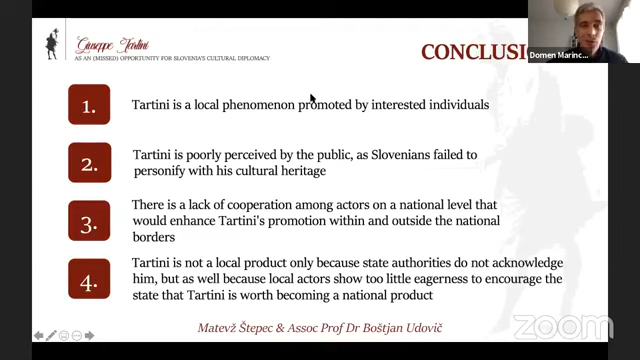 Giuseppe Tartini
AS AN (MISSED) OPPORTUNITY FOR SLOVENIA'S CULTURAL DIPLOMACY
CONCLUSI
Domen Marinc...
1.
Tartini is a local phenomenon promoted by interested individuals
2.
Tartini is poorly perceived by the public, as Slovenians failed to
personify with his cultural heritage
3.
There is a lack of cooperation among actors on a national level that
would enhance Tartini's promotion within and outside the national
borders
4.
Tartini is not a local product only because state authorities do not acknowledge
him, but as well because local actors show too little eagerness to encourage the
state that Tartini is worth becoming a national product
Matevž Štepec & Assoc Prof Dr Boštjan Udovič
zoom